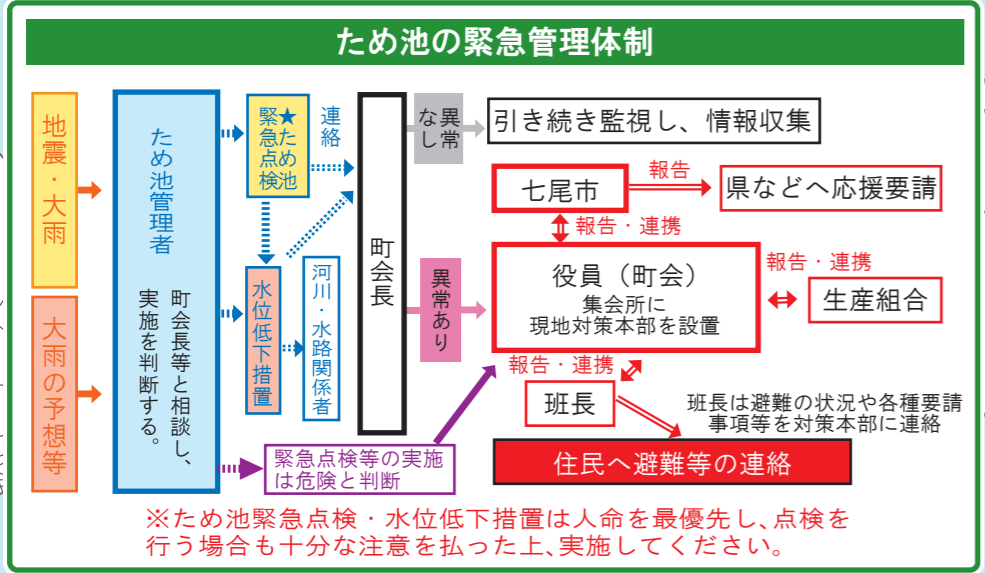 ため池の緊急管理体制
地震・大雨
大雨の予想等
ため池管理者
町会長等と相談し、
実施を判断する。
★ため池
緊急点検
連絡
水位低下措置
河川・水路関係者
緊急点検等の実施
は危険と判断
町会長
異常
なし
引き続き監視し、情報収集
異常あり
七尾市
報告
県などへ応援要請
報告・連携
役員（町会）
集会所に
現地対策本部を設置
報告・連携
生産組合
報告・連携
班長
班長は避難の状況や各種要請
事項等を対策本部に連絡
住民へ避難等の連絡
※ため池緊急点検・水位低下措置は人命を最優先し、点検を
行う場合も十分な注意を払った上、実施してください。